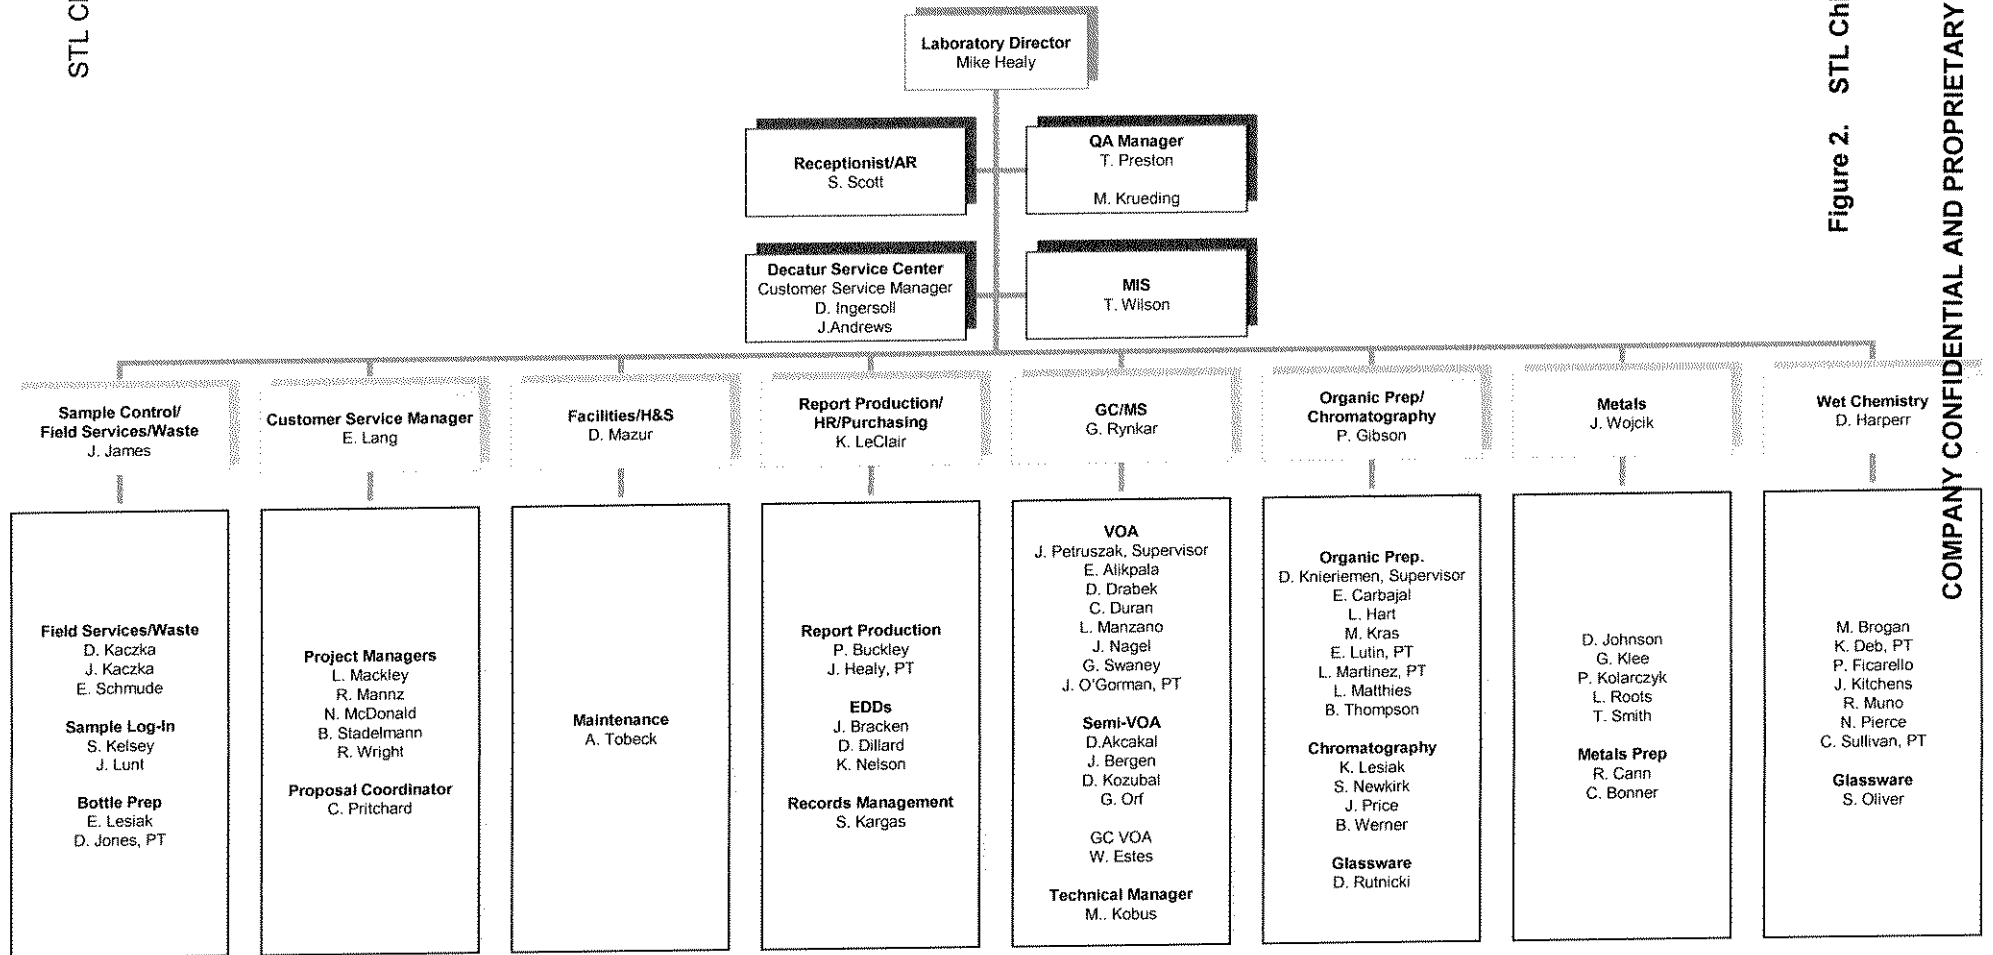 STL C
Laboratory Director
Mike Healy
Receptionist/AR
S. Scott
QA Manager
T. Preston
M. Krueding
Decatur Service Center
Customer Service Manager
D. Ingersoll
J.Andrews
MIS
T. Wilson
Sample Control/
Field Services/Waste
J. James
Field Services/Waste
D. Kaczka
J. Kaczka
E. Schmude
Sample Log-In
S. Kelsey
J. Lunt
Bottle Prep
E. Lesiak
D. Jones, PT
Customer Service Manager
E. Lang
Project Managers
L. Mackley
R. Mannz
N. McDonald
B. Stadelmann
R. Wright
Proposal Coordinator
C. Pritchard
Facilities/H&S
D. Mazur
Maintenance
A. Tobeck
Report Production/
HR/Purchasing
K. LeClair
Report Production
P. Buckley
J. Healy, PT
EDDs
J. Bracken
D. Dillard
K. Nelson
Records Management
S. Kargas
GC/MS
G. Rynkar
VOA
J. Petruszak, Supervisor
E. Alikpala
D. Drabek
C. Duran
L. Manzano
J. Nagel
G. Swaney
J. O'Gorman, PT
Semi-VOA
D.Akcakal
J. Bergen
D. Kozubal
G. Orf
GC VOA
W. Estes
Technical Manager
M.. Kobus
Organic Prep/
Chromatography
P. Gibson
Organic Prep.
D. Knieriemen, Supervisor
E. Carbajal
L. Hart
M. Kras
E. Lutin, PT
L. Martinez, PT
L. Matthies
B. Thompson
Chromatography
K. Lesiak
S. Newkirk
J. Price
B. Werner
Glassware
D. Rutnicki
Metals
J. Wojcik
D. Johnson
G. Klee
P. Kolarczyk
L. Roots
T. Smith
Metals Prep
R. Cann
C. Bonner
Wet Chemistry
D. Harperr
M. Brogan
K. Deb, PT
P. Ficarello
J. Kitchens
R. Muno
N. Pierce
C. Sullivan, PT
Glassware
S. Oliver
Figure 2. STL Ch
COMPANY CONFIDENTIAL AND PROPRIETARY